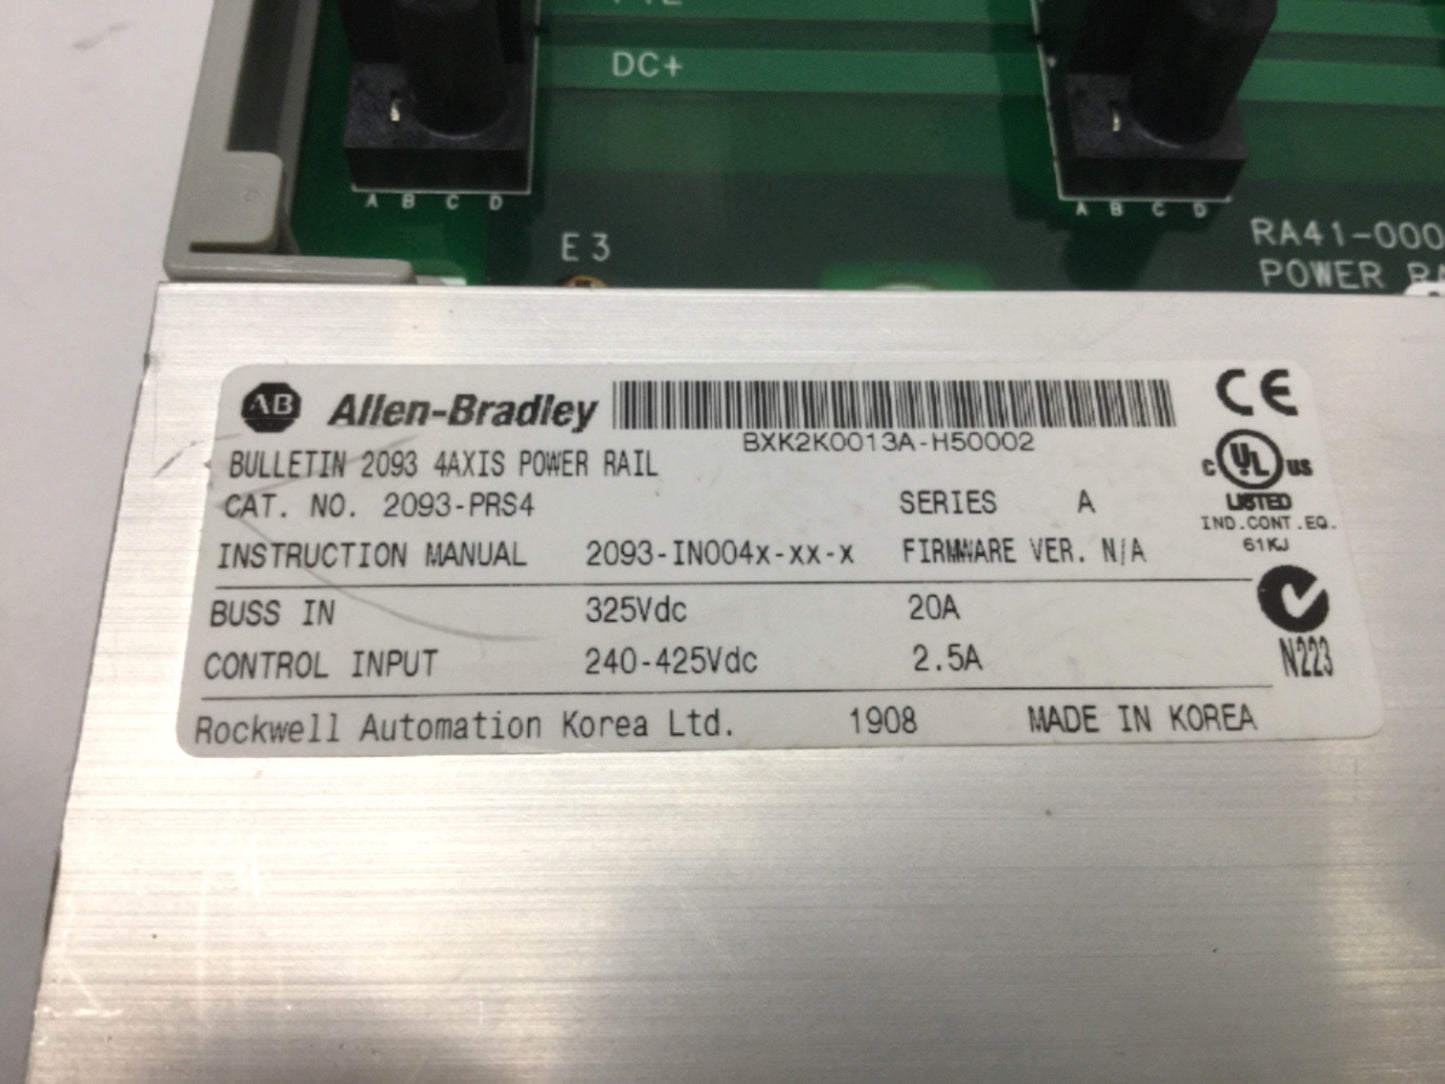 DC+
A B C D
A B C D
E3
RA41-000
POWER
AB Allen-Bradley
BXK2K0013A-H50002
CE
BULLETIN 2093 4AXIS POWER RAIL
CAT. NO. 2093-PRS4 SERIES A
C UL US
LISTED
IND.CONT.EQ.
61KJ
INSTRUCTION MANUAL 2093-IN004x-xx-x FIRMWARE VER. N/A
BUSS IN 325Vdc 20A
CONTROL INPUT 240-425Vdc 2.5A
N223
Rockwell Automation Korea Ltd. 1908 MADE IN KOREA